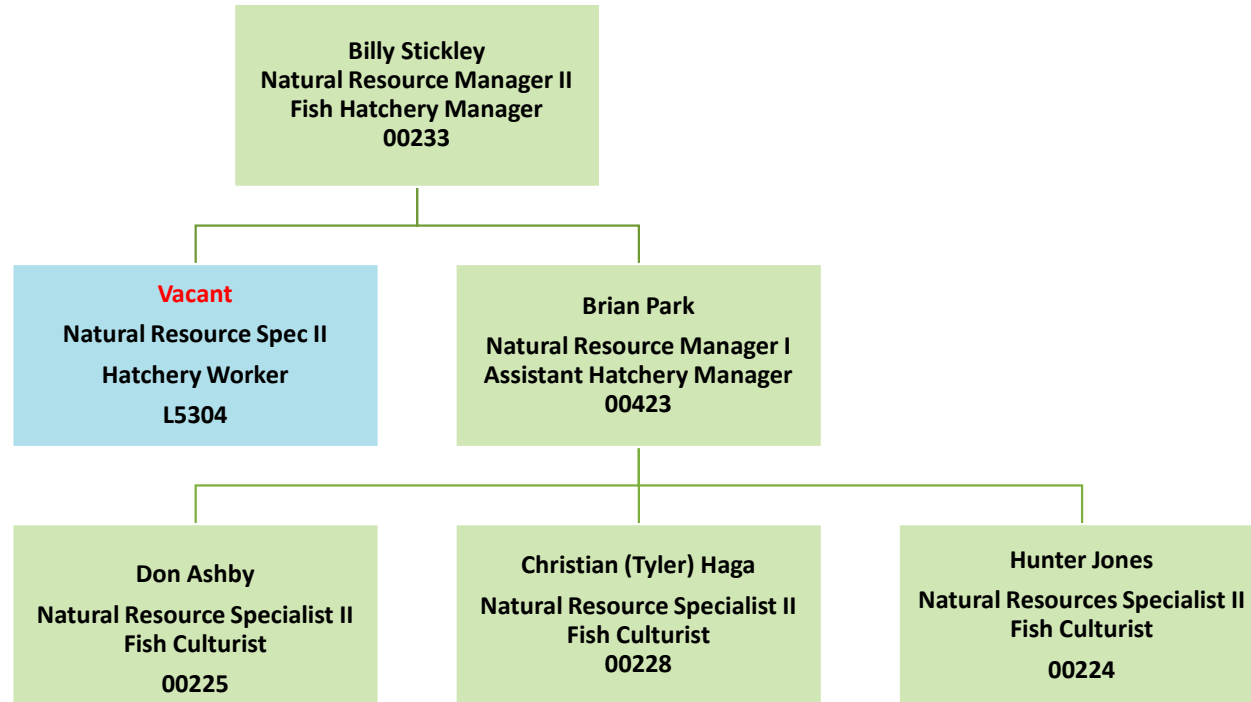 Billy Stickley
Natural Resource Manager II
Fish Hatchery Manager
00233
Vacant
Natural Resource Spec II
Hatchery Worker
L5304
Brian Park
Natural Resource Manager I
Assistant Hatchery Manager
00423
Don Ashby
Natural Resource Specialist II
Fish Culturist
00225
Christian (Tyler) Haga
Natural Resource Specialist II
Fish Culturist
00228
Hunter Jones
Natural Resources Specialist II
Fish Culturist
00224